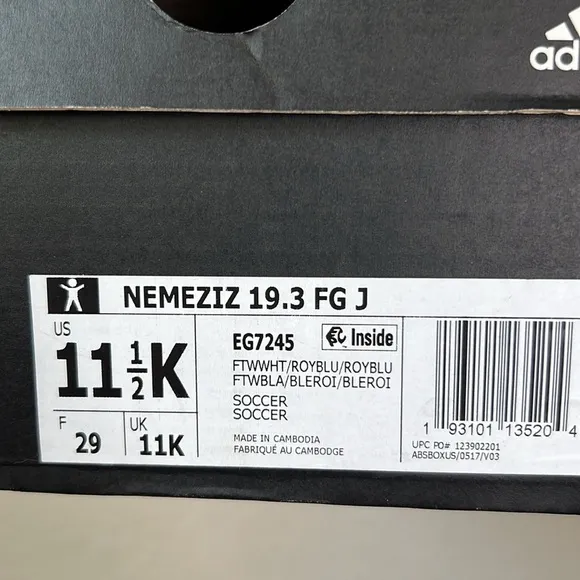 adi
NEMEZIZ 19.3 FG J
US
11 1/2 K
F
29
UK
11K
EG7245
Inside
FTWWHT/ROYBLU/ROYBLU
FTWBLA/BLEROI/BLEROI
SOCCER
SOCCER
MADE IN CAMBODIA
FABRIQUÉ AU CAMBODGE
1 93101 13520 4
UPC PO# 123902201
ABSBOXUS/0517/V03